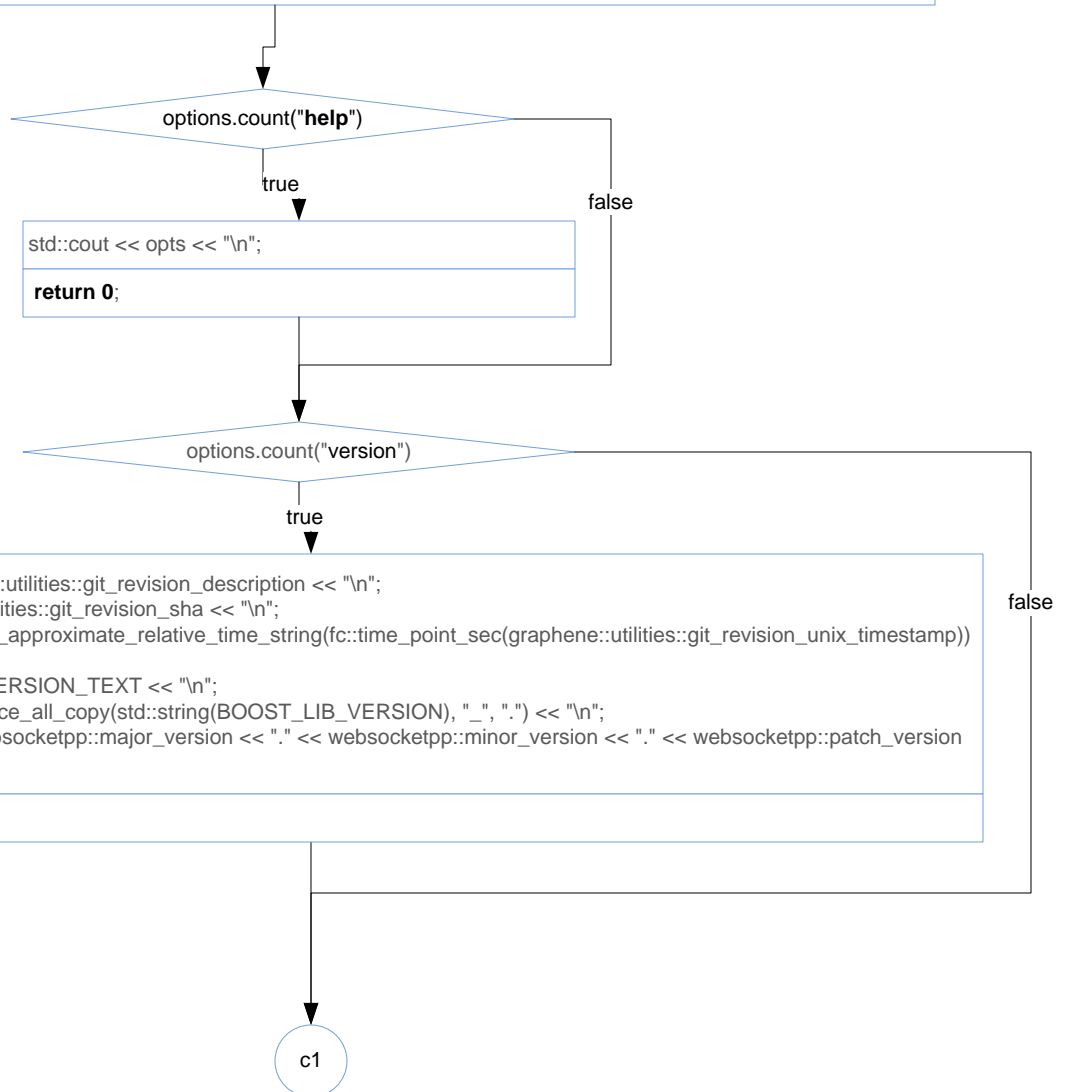 options.count("help")
true
false
std::cout << opts << "\n";
return 0;
options.count("version")
true
:utilities::git_revision_description << "\n";
ities::git_revision_sha << "\n";
false
_approximate_relative_time_string(fc::time_point_sec(graphene::utilities::git_revision_unix_timestamp))
ERSION_TEXT << "\n";
ce_all_copy(std::string(BOOST_LIB_VERSION), "_", ".") << "\n";
socketpp::major_version << "." << websocketpp::minor_version << "." << websocketpp::patch_version
c1